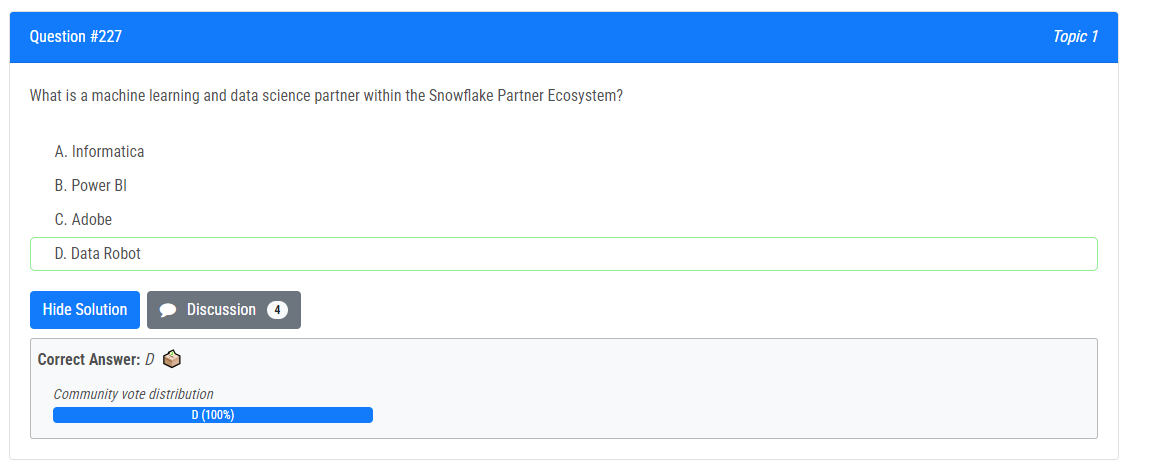 Question #227 Topic 1
What is a machine learning and data science partner within the Snowflake Partner Ecosystem?
A. Informatica
B. Power BI
C. Adobe
D. Data Robot
Hide Solution Discussion 4
Correct Answer: D
Community vote distribution
D (100%)